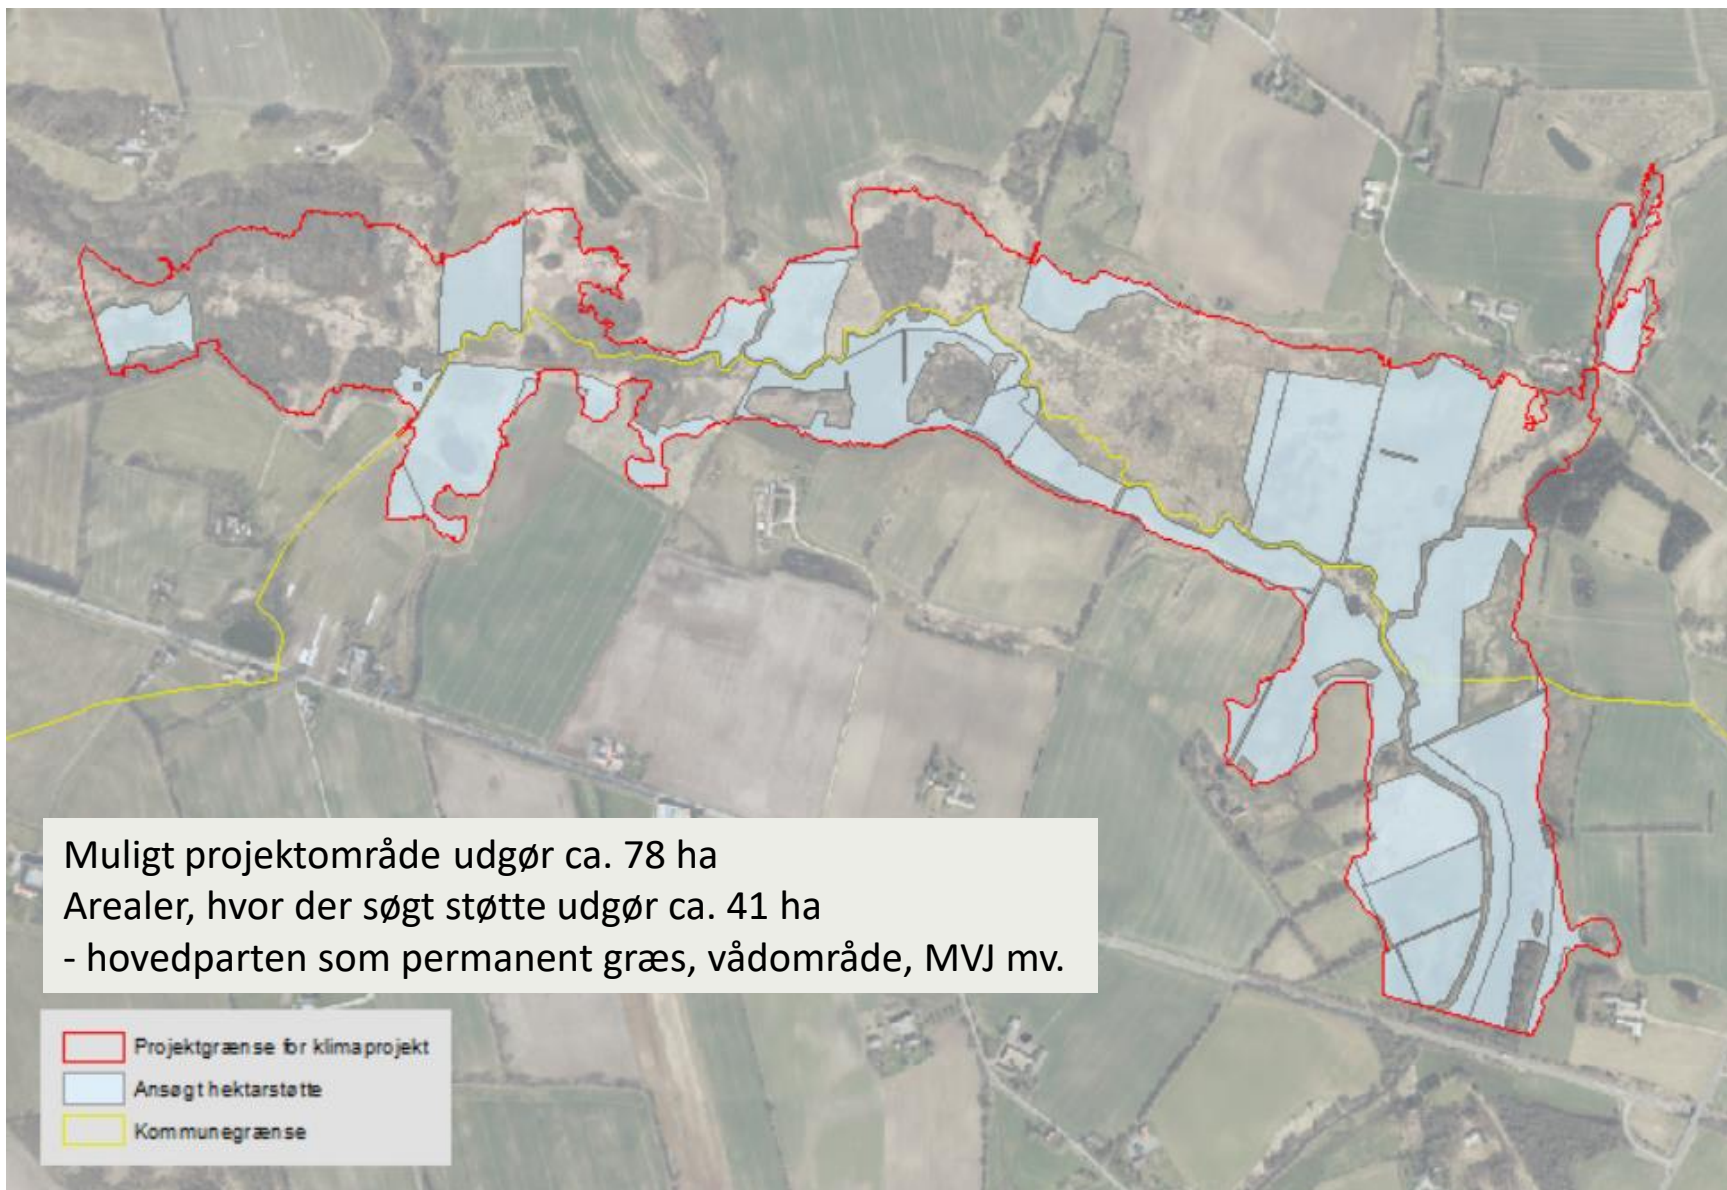 Muligt projektområde udgør ca. 78 ha
Arealer, hvor der søgt støtte udgør ca. 41 ha
- hovedparten som permanent græs, vådområde, MVJ mv.
Projektgrænse for klimaprojekt
Ansøgt hektarstøtte
Kommunegrænse